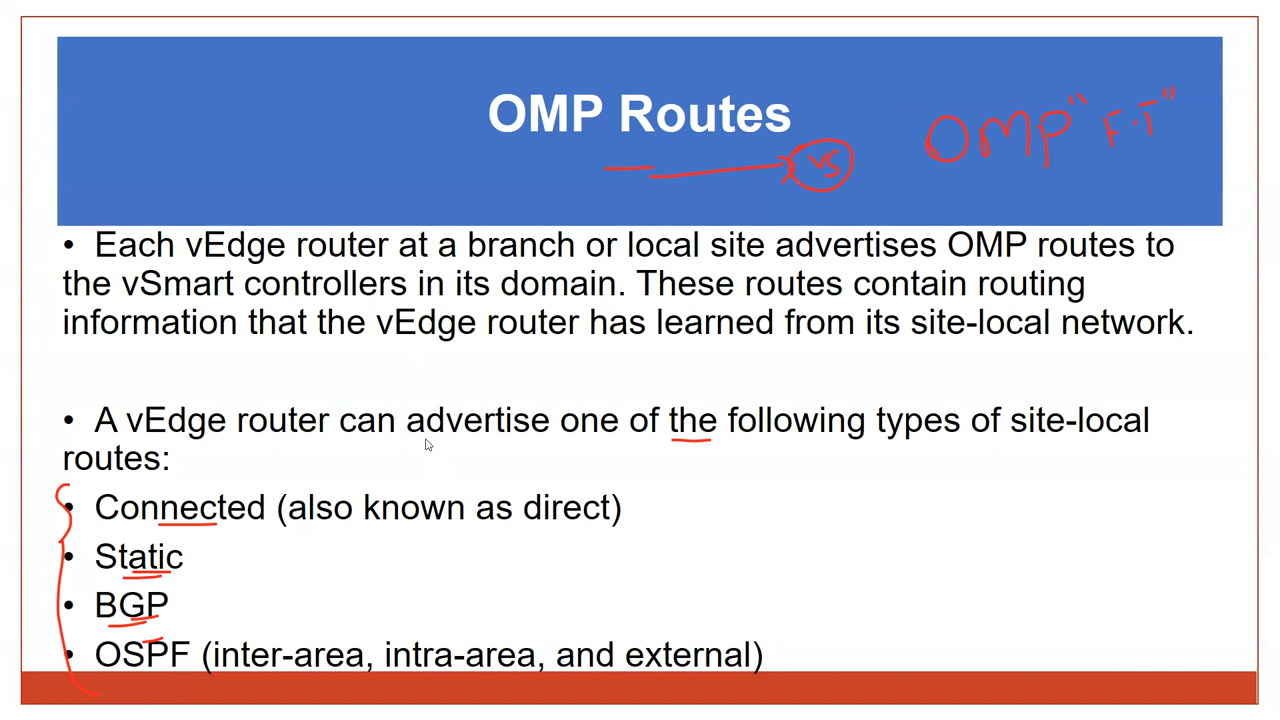 OMP Routes
OMP "F.T"
VS
• Each vEdge router at a branch or local site advertises OMP routes to
the vSmart controllers in its domain. These routes contain routing
information that the vEdge router has learned from its site-local network.
• A vEdge router can advertise one of the following types of site-local
routes:
• Connected (also known as direct)
• Static
• BGP
• OSPF (inter-area, intra-area, and external)